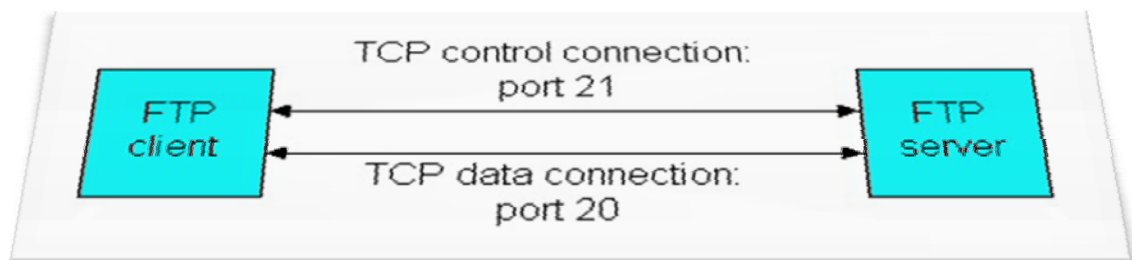 TCP control connection:
port 21
FTP
client
FTP
server
TCP data connection:
port 20